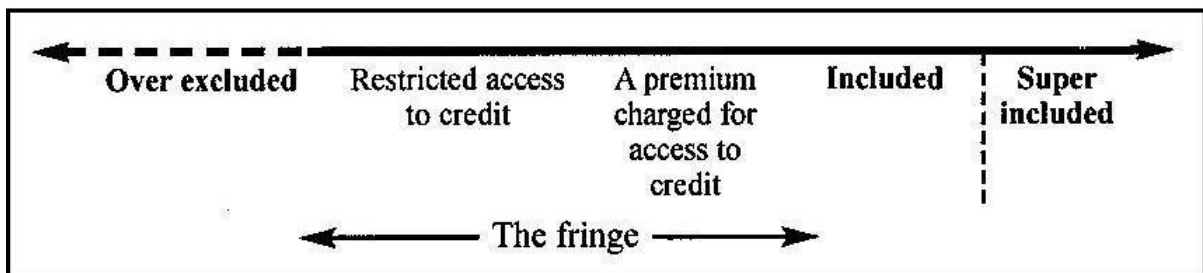 Over excluded
Restricted access
to credit
A premium
charged for
access to
credit
Included
Super
included
The fringe